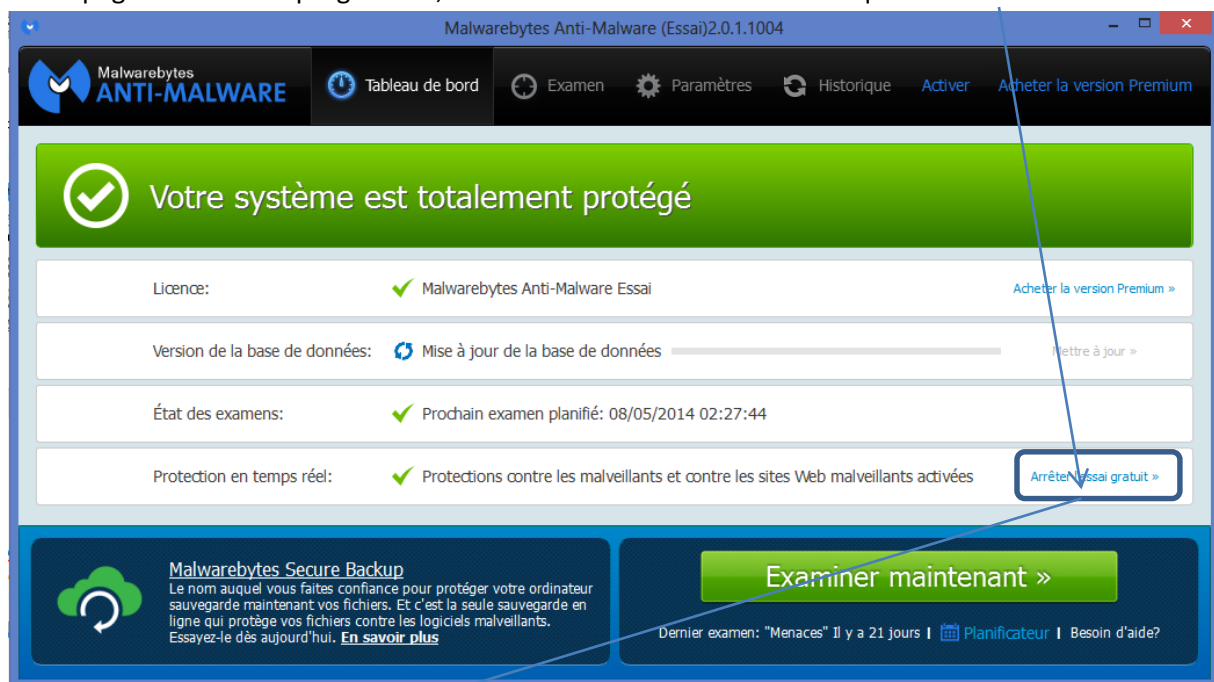 Malwarebytes Anti-Malware (Essai)2.0.1.1004
Malwarebytes
ANTI-MALWARE
Tableau de bord
Examen
Paramètres
Historique
Activer
Acheter la version Premium
Votre système est totalement protégé
Licence: Malwarebytes Anti-Malware Essai Acheter la version Premium »
Version de la base de données: Mise à jour de la base de données Mettre à jour »
État des examens: Prochain examen planifié: 08/05/2014 02:27:44
Protection en temps réel: Protections contre les malveillants et contre les sites Web malveillants activées Arrêter l'essai gratuit »
Malwarebytes Secure Backup
Le nom auquel vous faites confiance pour protéger votre ordinateur
sauvegarde maintenant vos fichiers. Et c'est la seule sauvegarde en
ligne qui protège vos fichiers contre les logiciels malveillants.
Essayez-le dès aujourd'hui. En savoir plus
Examiner maintenant »
Dernier examen: "Menaces" Il y a 21 jours | Planificateur | Besoin d'aide?